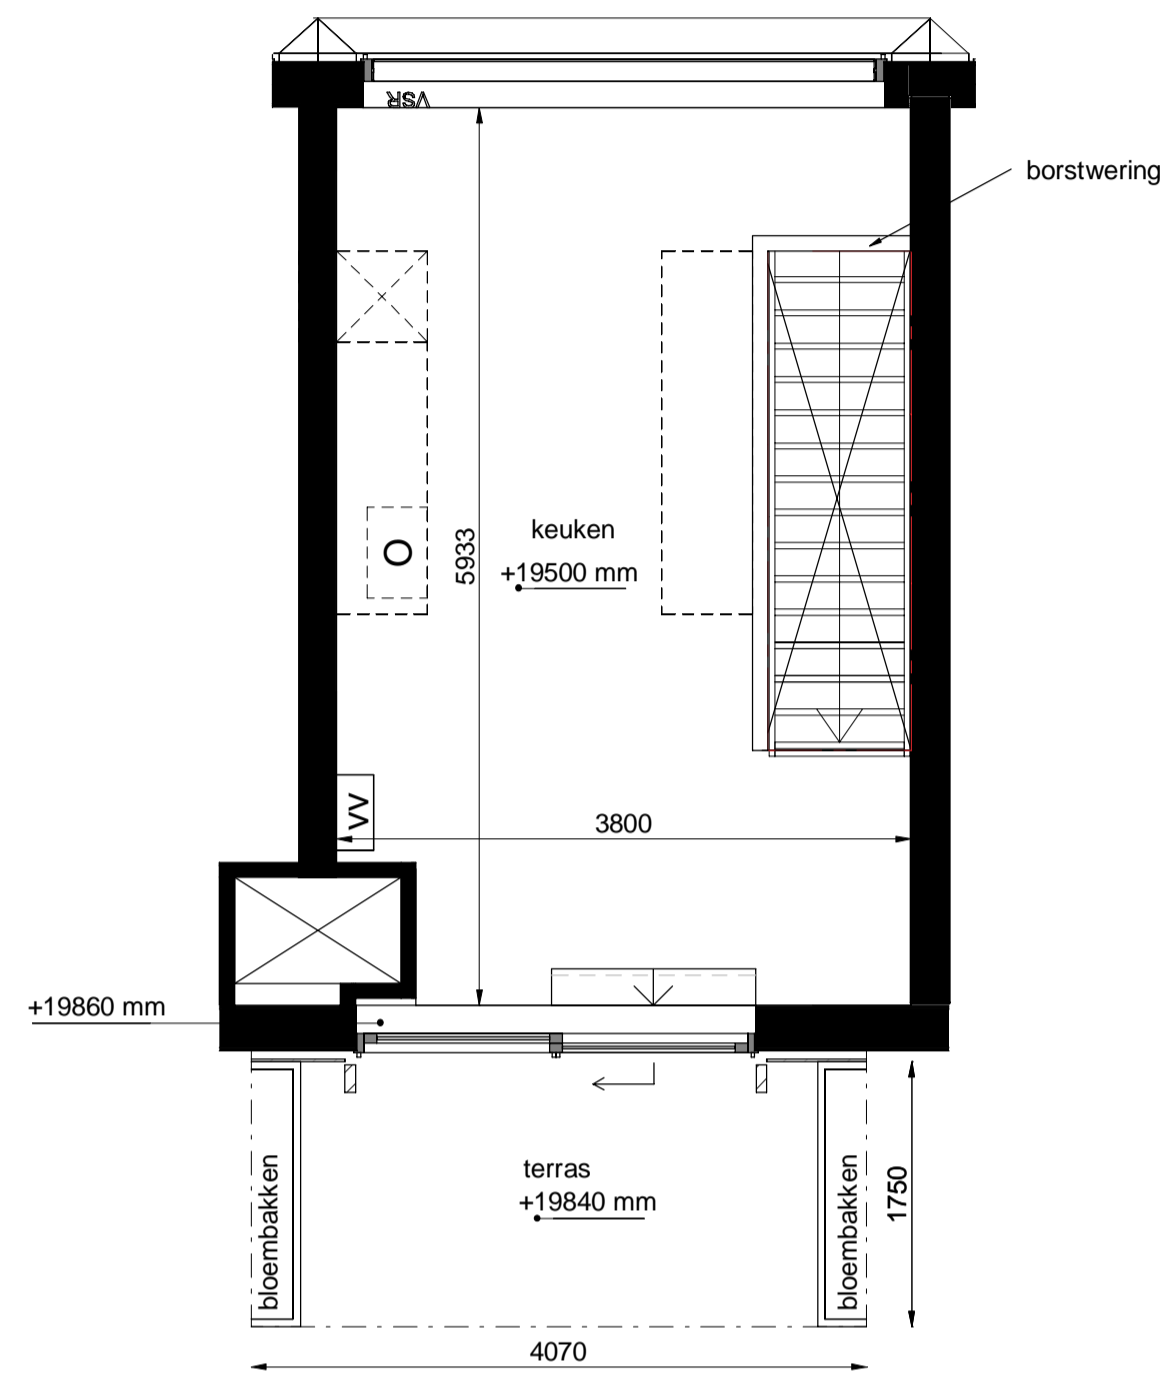 VSR
borstwering
keuken
+19500 mm
5933
O
VV
3800
+19860 mm
terras
+19840 mm
bloembakken
bloembakken
1750
4070